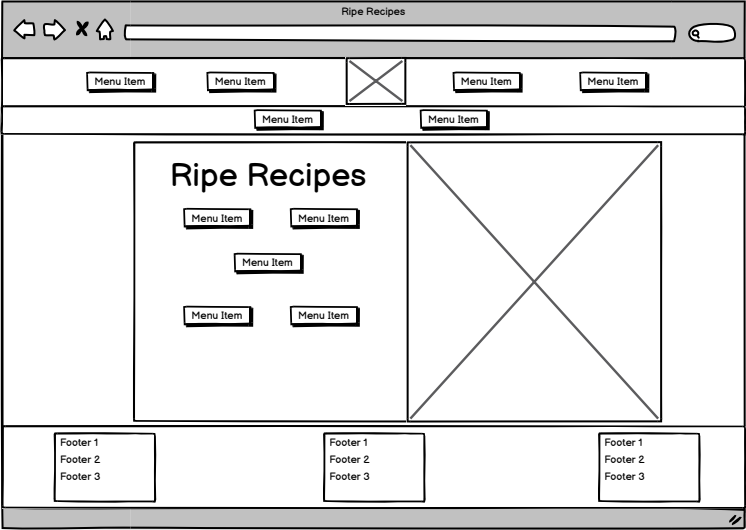 Ripe Recipes
Menu Item Menu Item Menu Item Menu Item
Menu Item Menu Item
Ripe Recipes
Menu Item Menu Item
Menu Item
Menu Item Menu Item
Footer 1
Footer 2
Footer 3
Footer 1
Footer 2
Footer 3
Footer 1
Footer 2
Footer 3